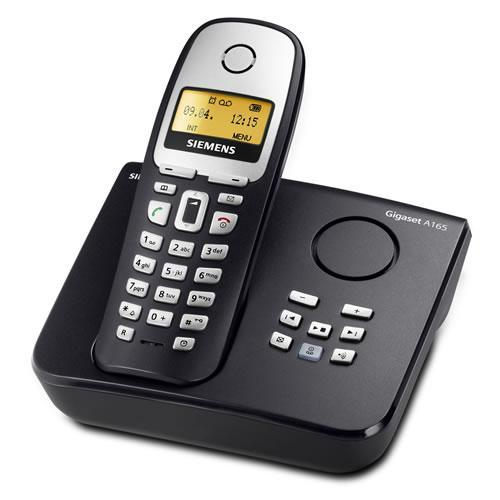 09.04. 12:15
INT MENU
SIEMENS
Gigaset A165
1
2 abc
3 def
4 ghi
5 jkl
6 mno
7 pqrs
8 tuv
9 wxyz
*
0 +
#
R